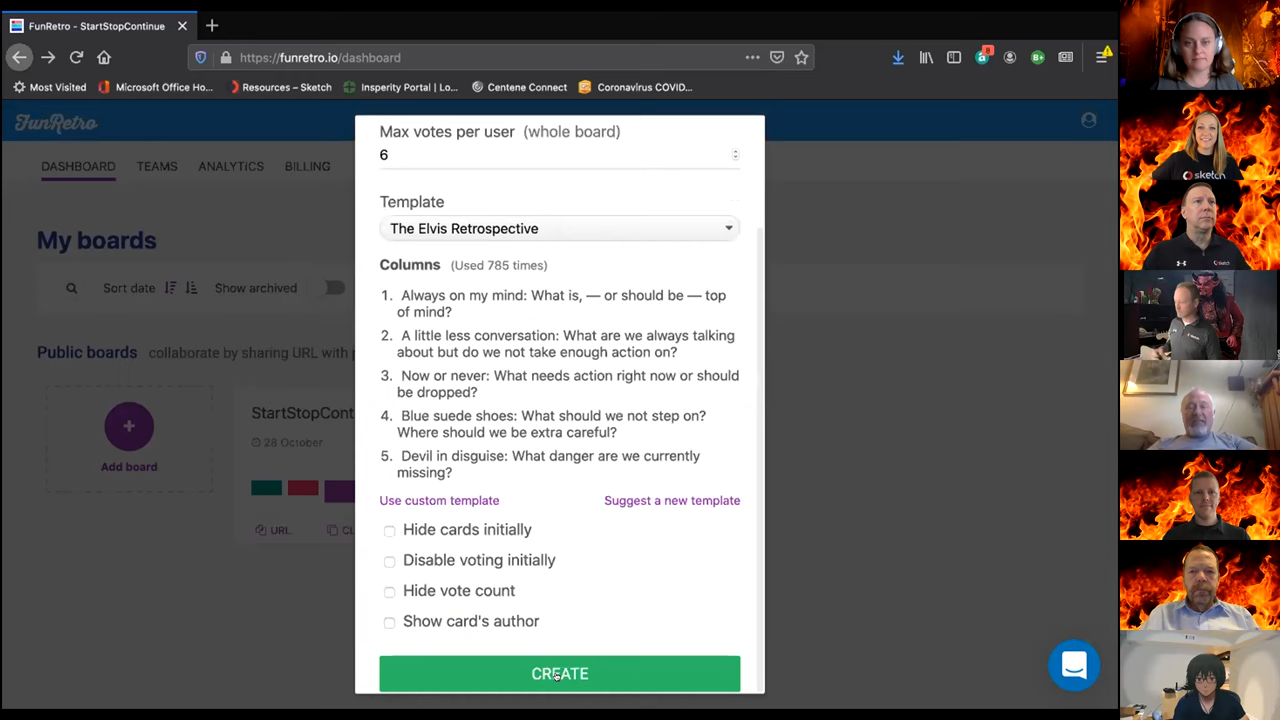 FunRetro - StartStopContinue
https://funretro.io/dashboard
8
B+
Most Visited
Microsoft Office Ho...
Resources – Sketch
Insperity Portal | Lo...
Centene Connect
Coronavirus COVID...
FunRetro
DASHBOARD
TEAMS
ANALYTiCS
BILLING
My boards
Sort date
Show archived
Public boards
collaborate by sharing URL with p
Add board
StartStopCont
28 October
URL
CL
Max votes per user (whole board)
6
Template
The Elvis Retrospective
Columns (Used 785 times)
1. Always on my mind: What is, — or should be — top
of mind?
2. A little less conversation: What are we always talking
about but do we not take enough action on?
3. Now or never: What needs action right now or should
be dropped?
4. Blue suede shoes: What should we not step on?
Where should we be extra careful?
5. Devil in disguise: What danger are we currently
missing?
Use custom template
Suggest a new template
Hide cards initially
Disable voting initially
Hide vote count
Show card's author
CREATE
sketch